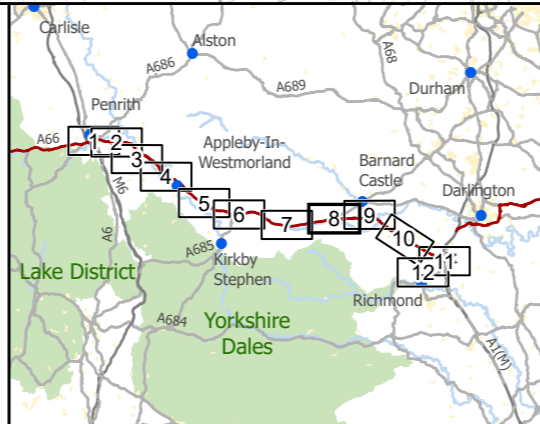 Carlisle
Alston
A68
A686
A689
Durham
Penrith
A66
1
2
3
Appleby-In-
Westmorland
4
Barnard
Castle
Darlington
M6
5
6
7
8
9
10
A6
A685
Kirkby
Stephen
11
12
Lake District
Richmond
A684
Yorkshire
Dales
A1(M)